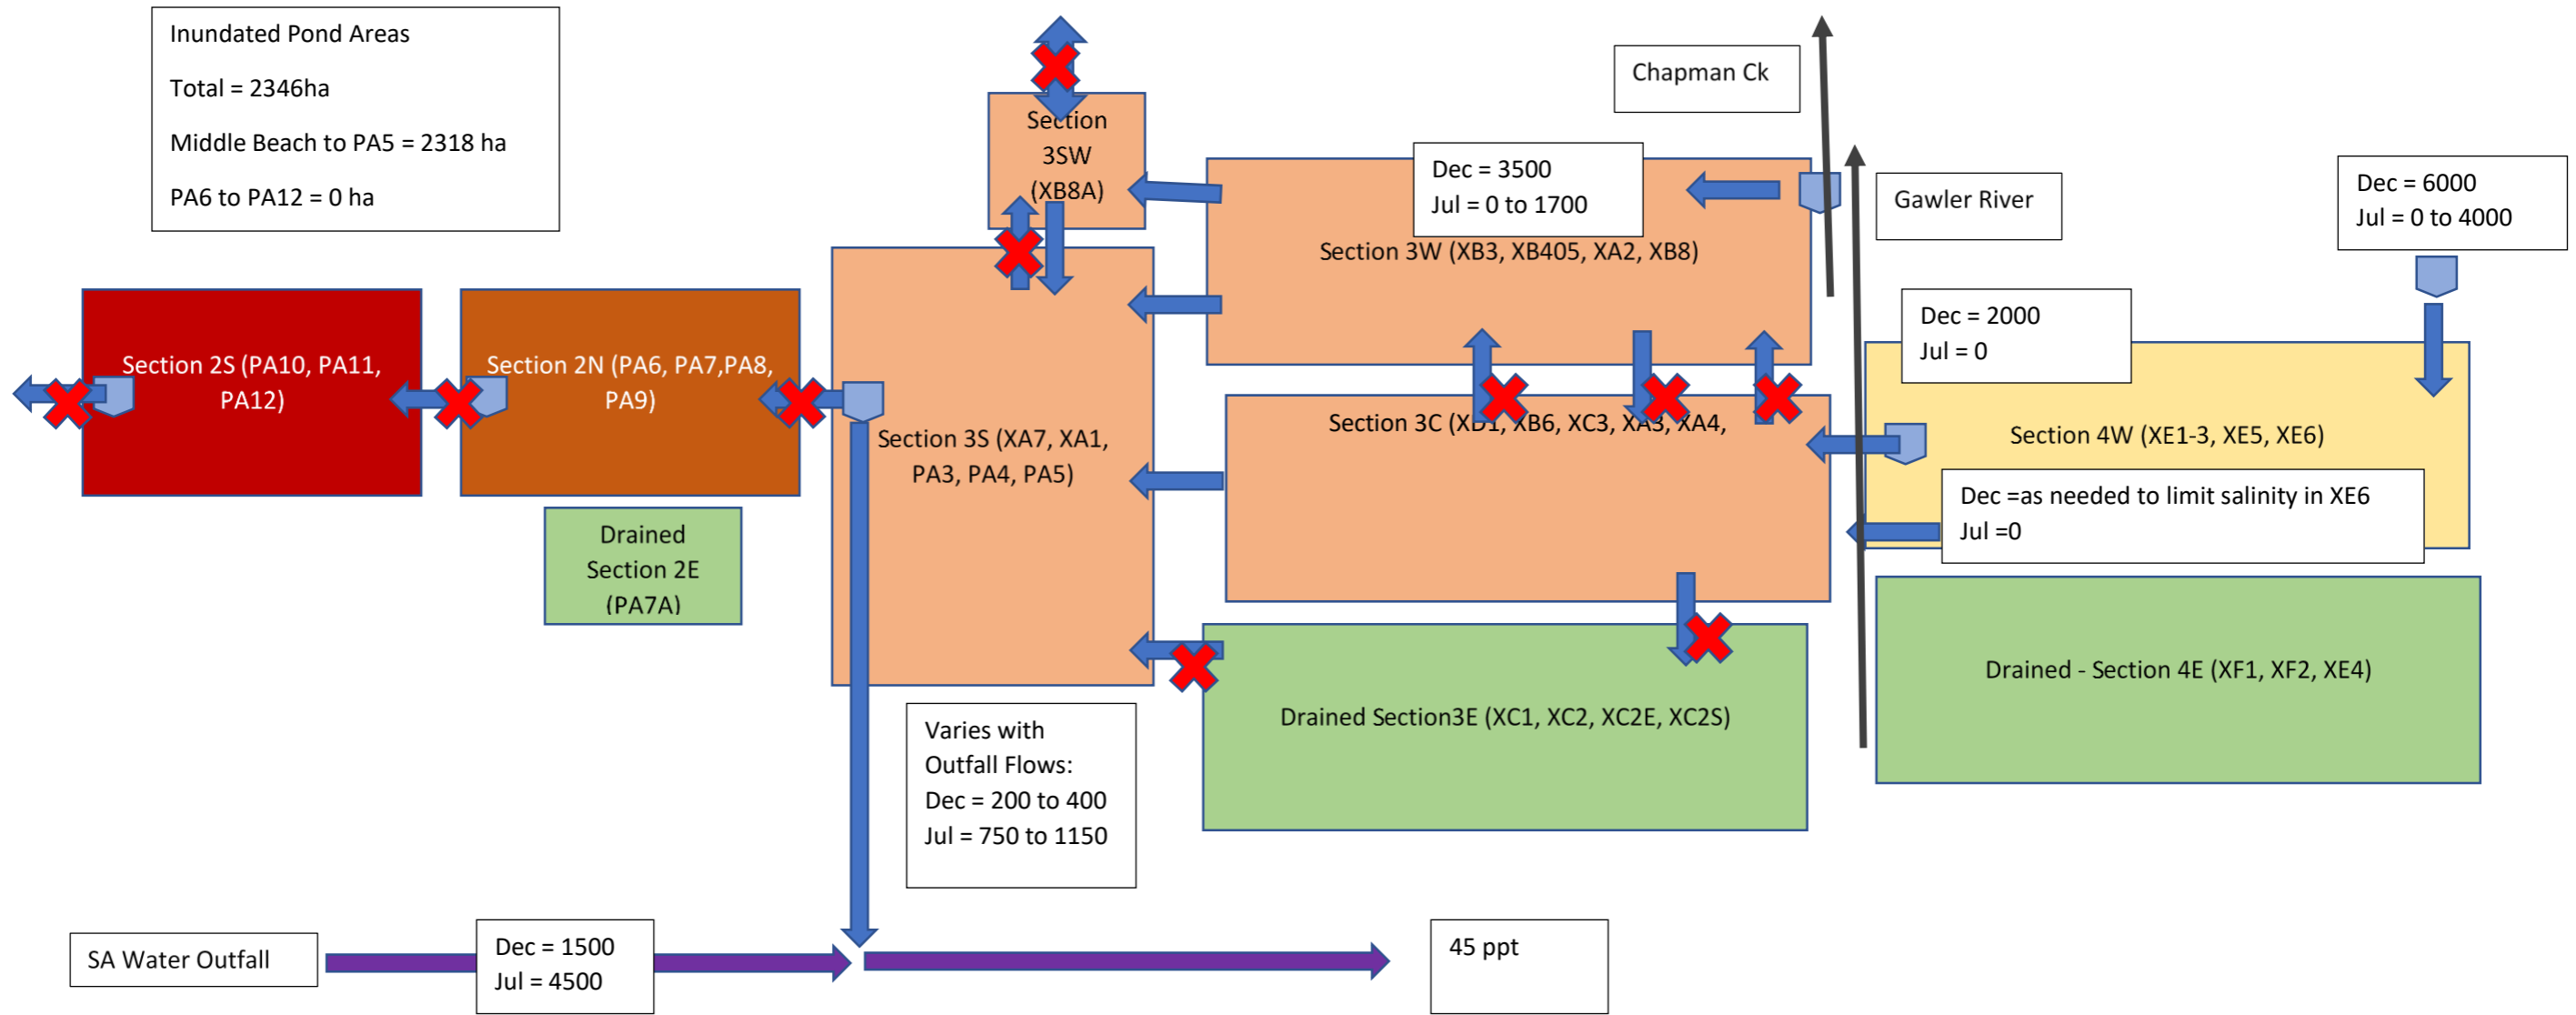 Inundated Pond Areas
Total = 2346ha
Middle Beach to PA5 = 2318 ha
PA6 to PA12 = 0 ha
Section
3SW
(XB8A)
Chapman Ck
Dec = 3500
Jul = 0 to 1700
Section 3W (XB3, XB405, XA2, XB8)
Gawler River
Dec = 6000
Jul = 0 to 4000
Dec = 2000
Jul = 0
Section 2S (PA10, PA11,
PA12)
Section 2N (PA6, PA7,PA8,
PA9)
Section 3S (XA7, XA1,
PA3, PA4, PA5)
Section 3C (XD1, XB6, XC3, XA3, XA4,
Section 4W (XE1-3, XE5, XE6)
Dec =as needed to limit salinity in XE6
Jul =0
Drained
Section 2E
(PA7A)
Drained Section3E (XC1, XC2, XC2E, XC2S)
Drained - Section 4E (XF1, XF2, XE4)
Varies with
Outfall Flows:
Dec = 200 to 400
Jul = 750 to 1150
SA Water Outfall
Dec = 1500
Jul = 4500
45 ppt